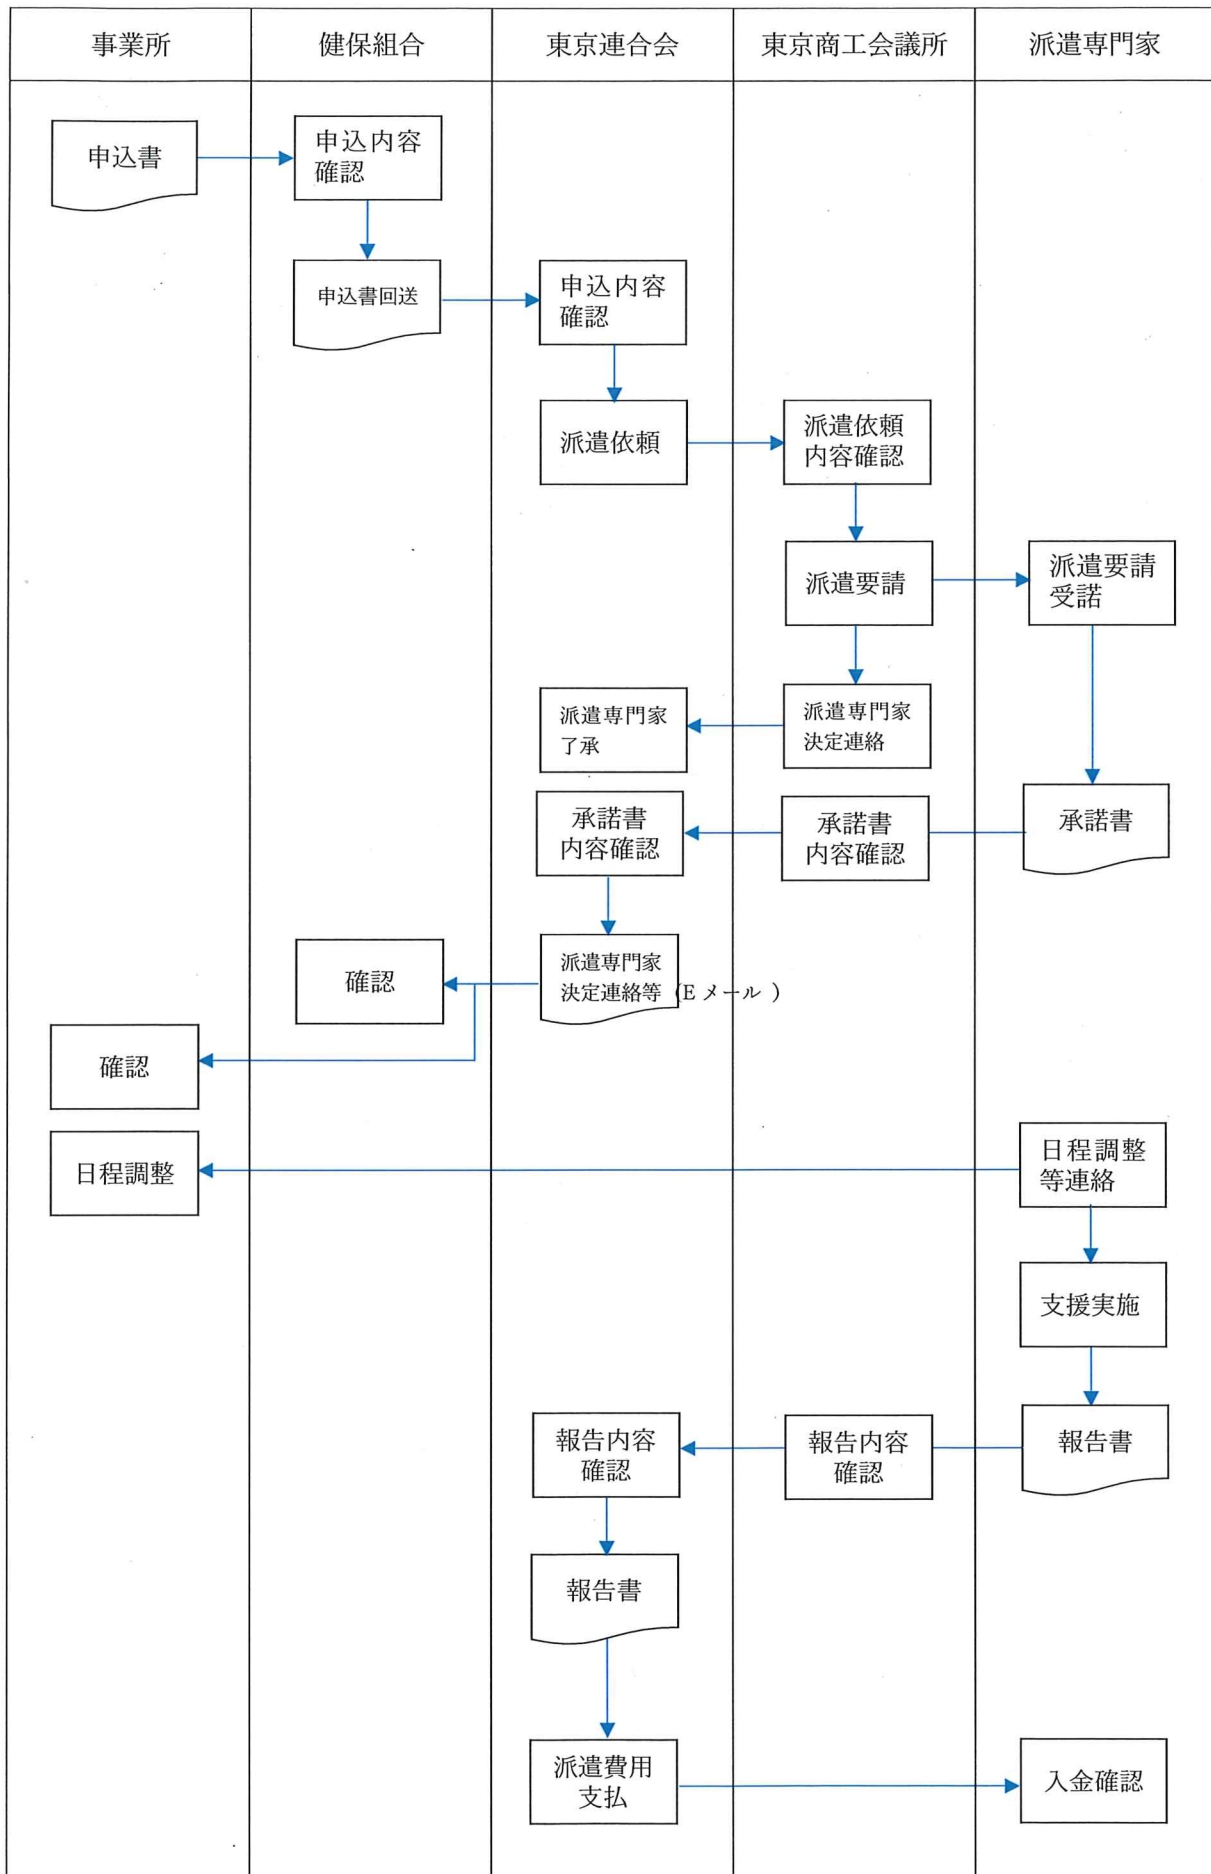 事業所
健保組合
東京連合会
東京商工会議所
派遣専門家
申込書
申込内容
確認
申込書回送
申込内容
確認
派遣依頼
派遣依頼
内容確認
派遣要請
派遣要請
受諾
派遣専門家
決定連絡
派遣専門家
了承
承諾書
承諾書
内容確認
承諾書
内容確認
派遣専門家
決定連絡等 (Eメール )
確認
確認
日程調整
等連絡
日程調整
支援実施
報告書
報告内容
確認
報告内容
確認
報告書
派遣費用
支払
入金確認